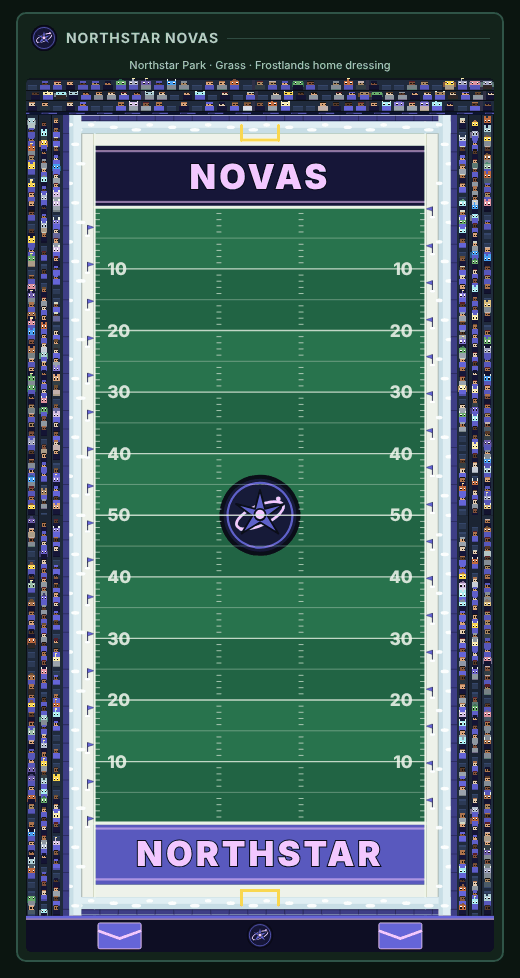 NORTHSTAR NOVAS
Northstar Park · Grass · Frostlands home dressing
NOVAS
10 10
20 20
30 30
40 40
50 50
40 40
30 30
20 20
10 10
NORTHSTAR